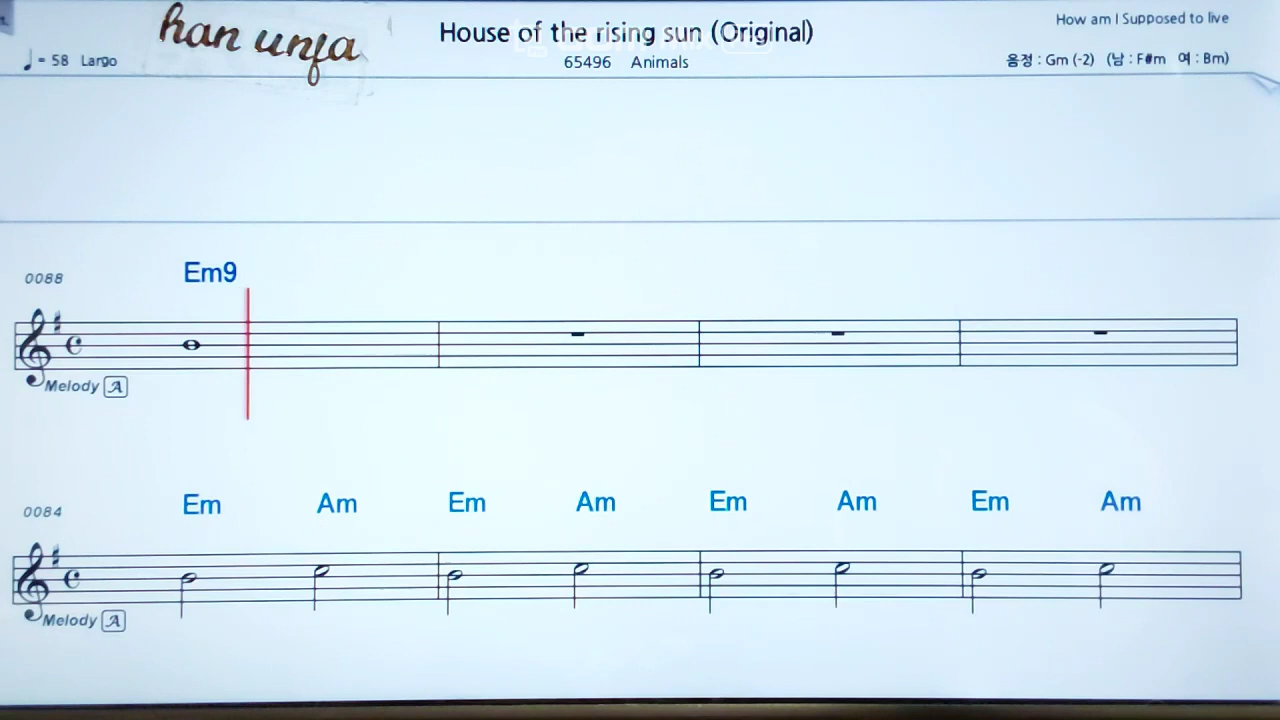 han unfa
House of the rising sun (Original)
How am I Supposed to live
♩= 58 Largo
65496 Animals
음정 : Gm (-2) (남 : F#m 여 : Bm)
0088
Em9
Melody A
0084
Em Am Em Am Em Am Em Am
Melody A